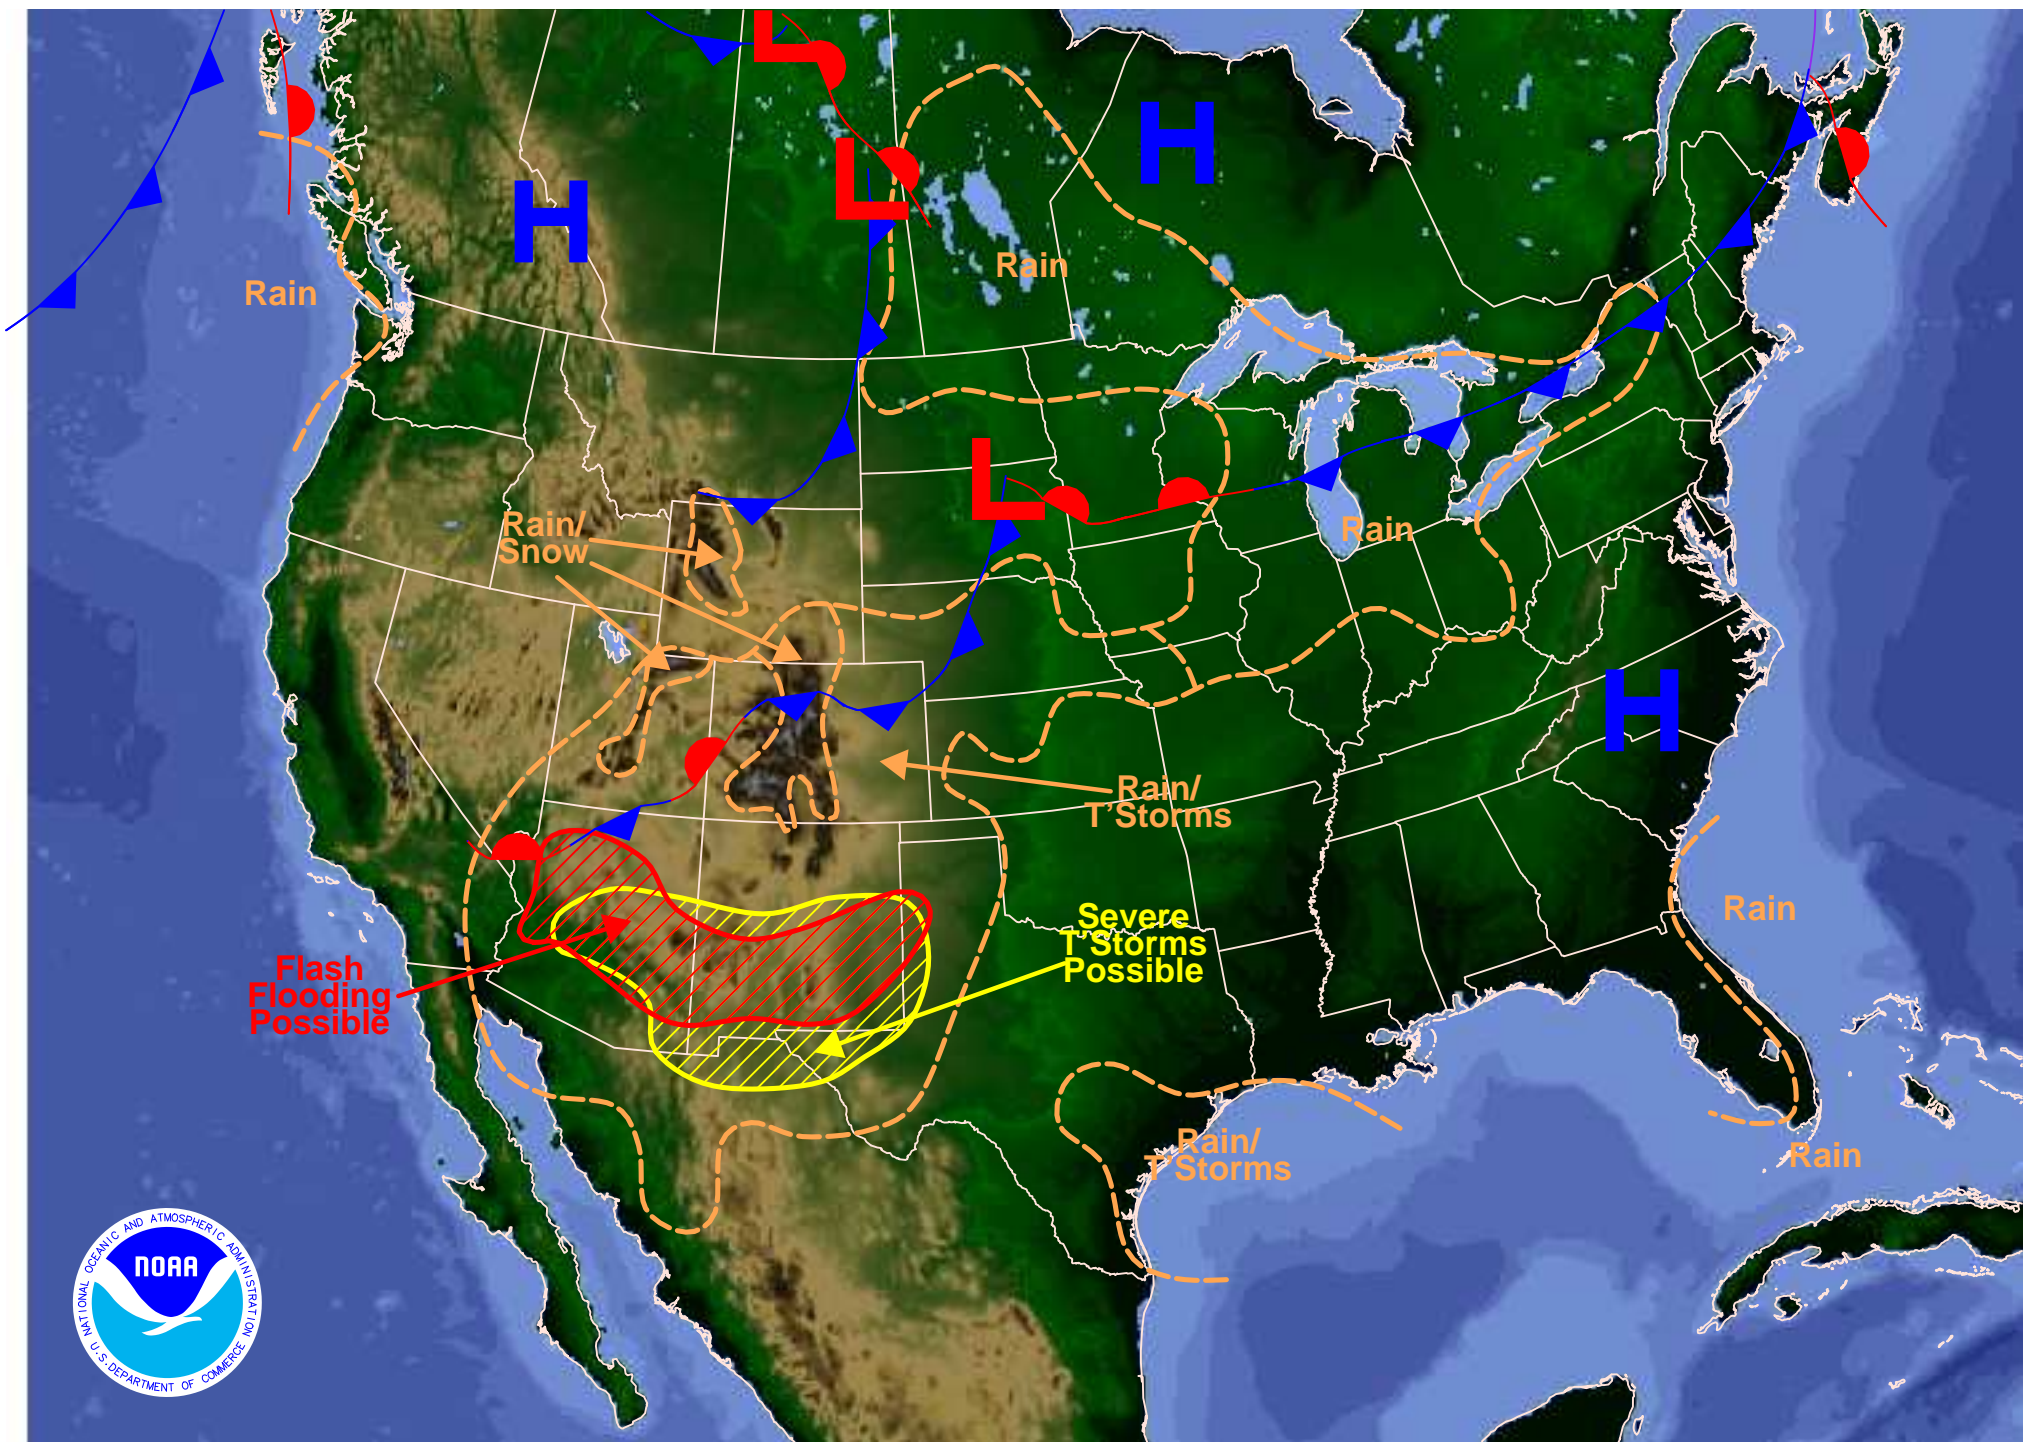 L
H
L
H
Rain
Rain
L
Rain/
Snow
Rain
H
Rain/
T'Storms
Severe
T'Storms
Possible
Rain
Flash
Flooding
Possible
Rain/
T'Storms
Rain
NATIONAL OCEANIC AND ATMOSPHERIC ADMINISTRATION
NOAA
U.S. DEPARTMENT OF COMMERCE